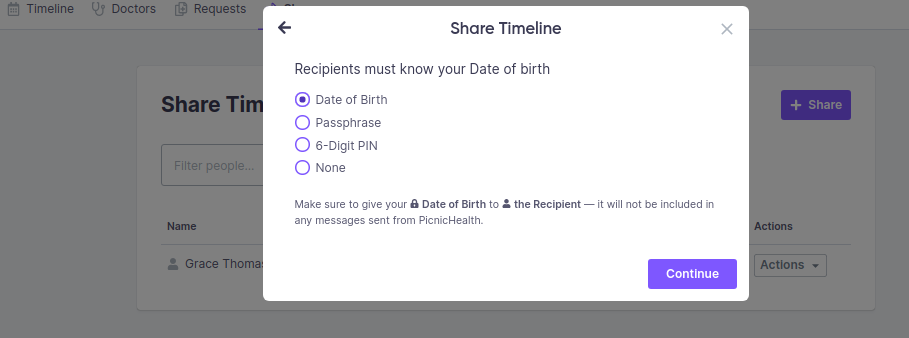 Timeline
Doctors
Requests
Share Timeline
Recipients must know your Date of birth
Share Tim
Date of Birth
Share
Passphrase
6-Digit PIN
Filter people...
None
Make sure to give your Date of Birth to the Recipient — it will not be included in
any messages sent from PicnicHealth.
Name
Actions
Grace Thomas
Actions
Continue